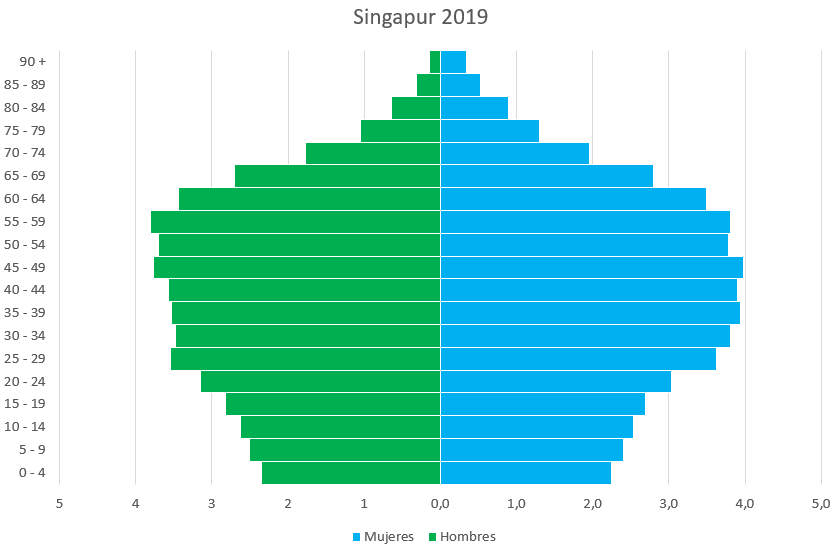 Singapur 2019
90 +
85 - 89
80 - 84
75 - 79
70 - 74
65 - 69
60 - 64
55 - 59
50 - 54
45 - 49
40 - 44
35 - 39
30 - 34
25 - 29
20 - 24
15 - 19
10 - 14
5 - 9
0 - 4
5 4 3 2 1 0,0 1,0 2,0 3,0 4,0 5,0
Mujeres Hombres